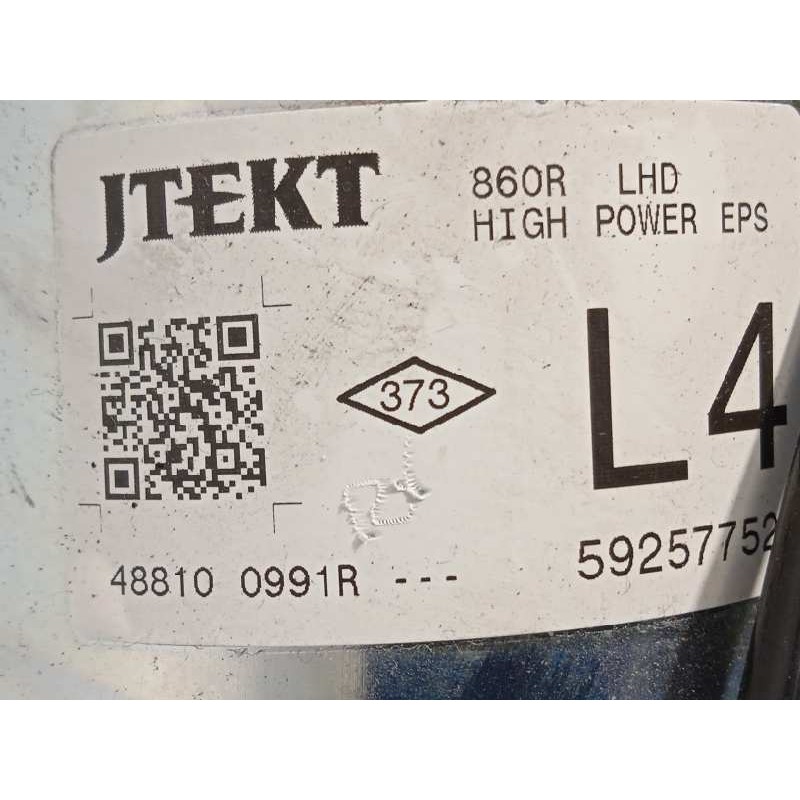 JTEKT
860R LHD
HIGH POWER EPS
L4
373
48810 0991R ---
59257752